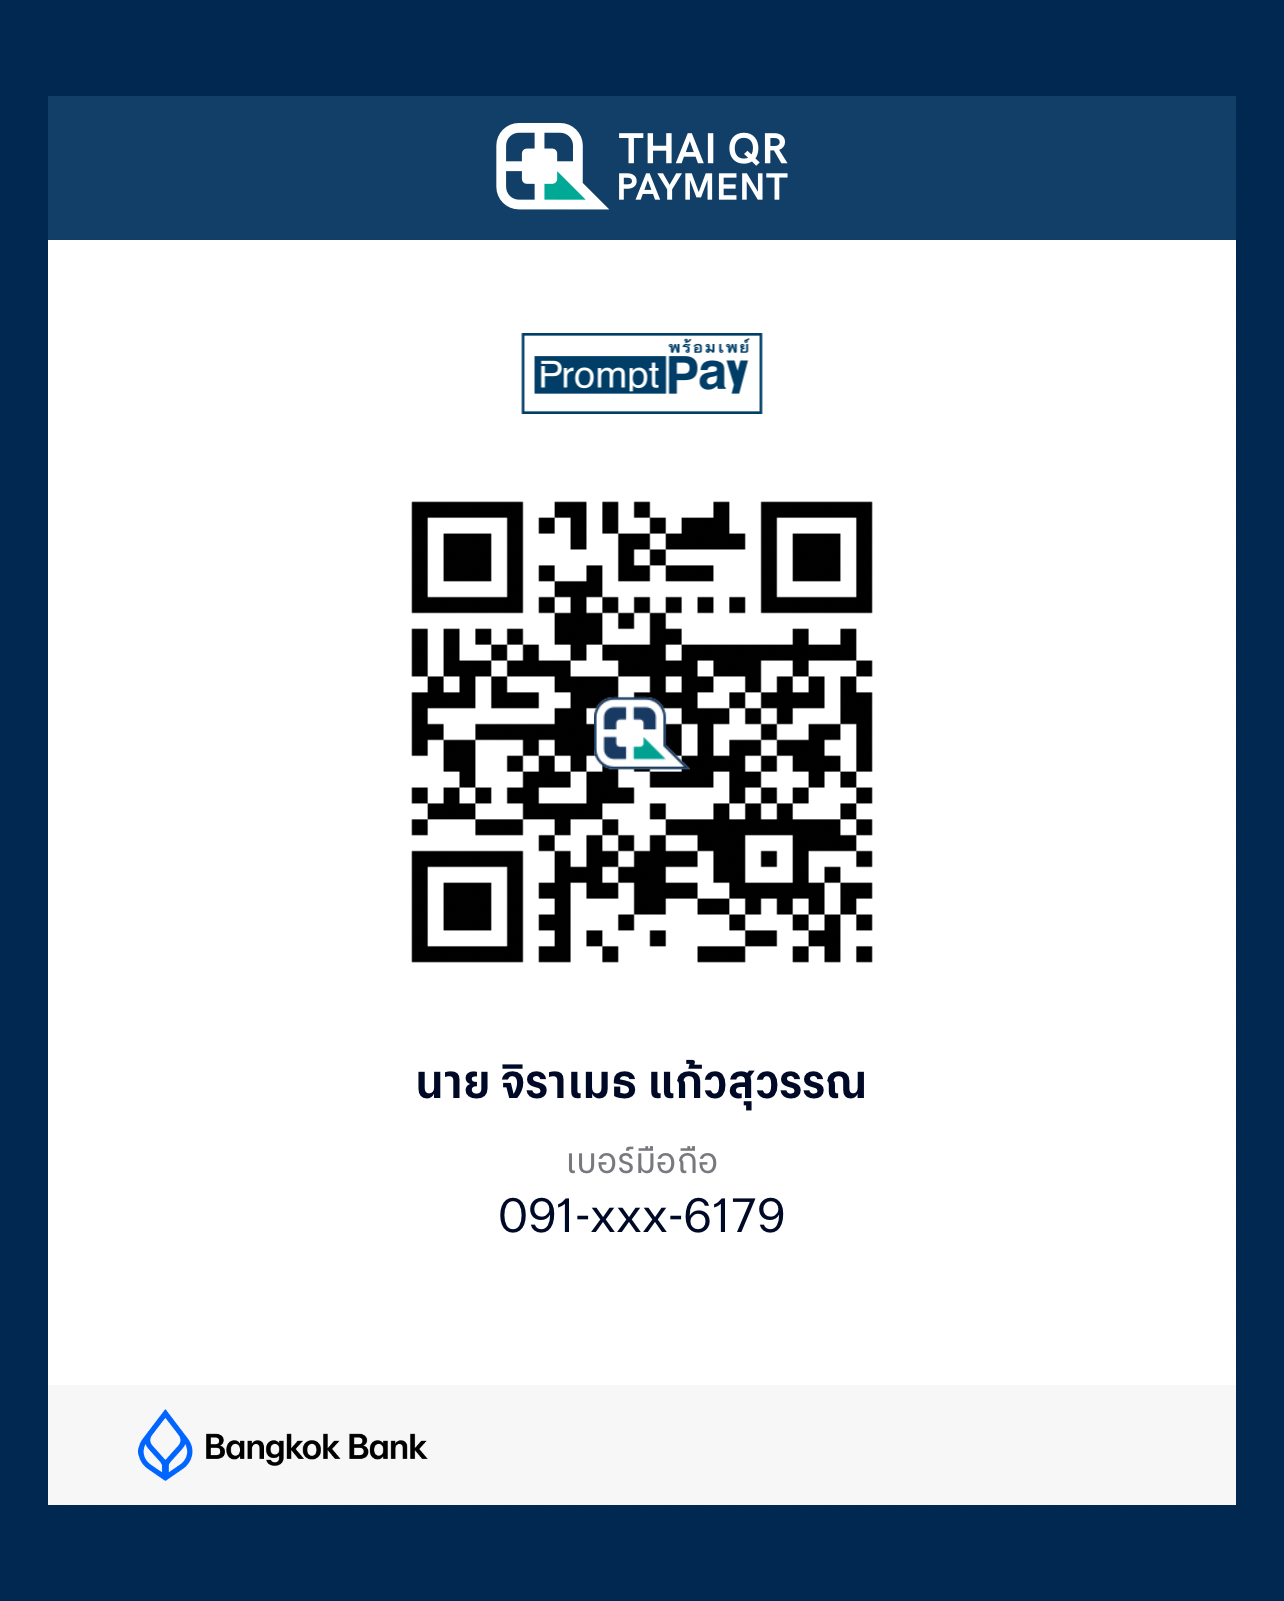 THAI QR
PAYMENT
พร้อมเพย์
PromptPay
นาย จิราเมธ แก้วสุวรรณ
เบอร์มือถือ
091-xxx-6179
Bangkok Bank